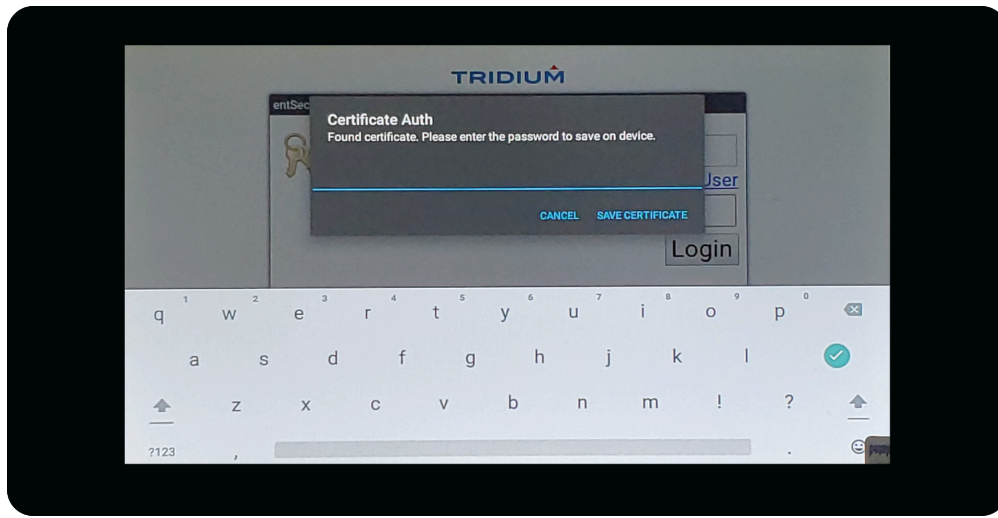 TRIDIUM
entSec
Certificate Auth
Found certificate. Please enter the password to save on device.
User
CANCEL SAVE CERTIFICATE
Login
1 2 3 4 5 6 7 8 9 0
q w e r t y u i o p
a s d f g h j k l
z x c v b n m ! ?
?123 , .